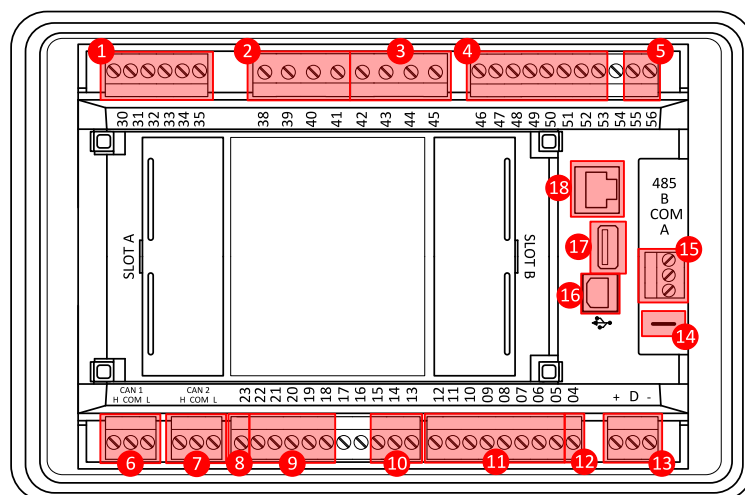 1 2 3 4 5
30 31 32 33 34 35 38 39 40 41 42 43 44 45 46 47 48 49 50 51 52 53 54 55 56
18
485
B
COM
A
17
15
SLOT A
SLOT B
16
14
CAN 1
H COM L
CAN 2
H COM L
23 22 21 20 19 18 17 16 15 14 13 12 11 10 09 08 07 06 05 04
+ D -
6 7 8 9 10 11 12 13